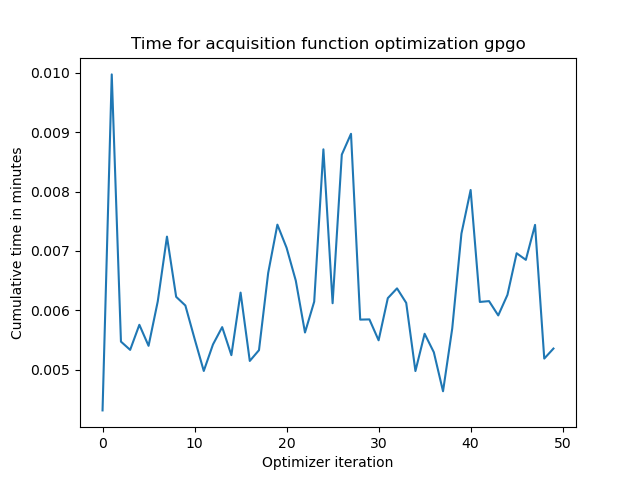 Time for acquisition function optimization gpgo
0.010
0.009
0.008
0.007
0.006
0.005
Cumulative time in minutes
0 10 20 30 40 50
Optimizer iteration